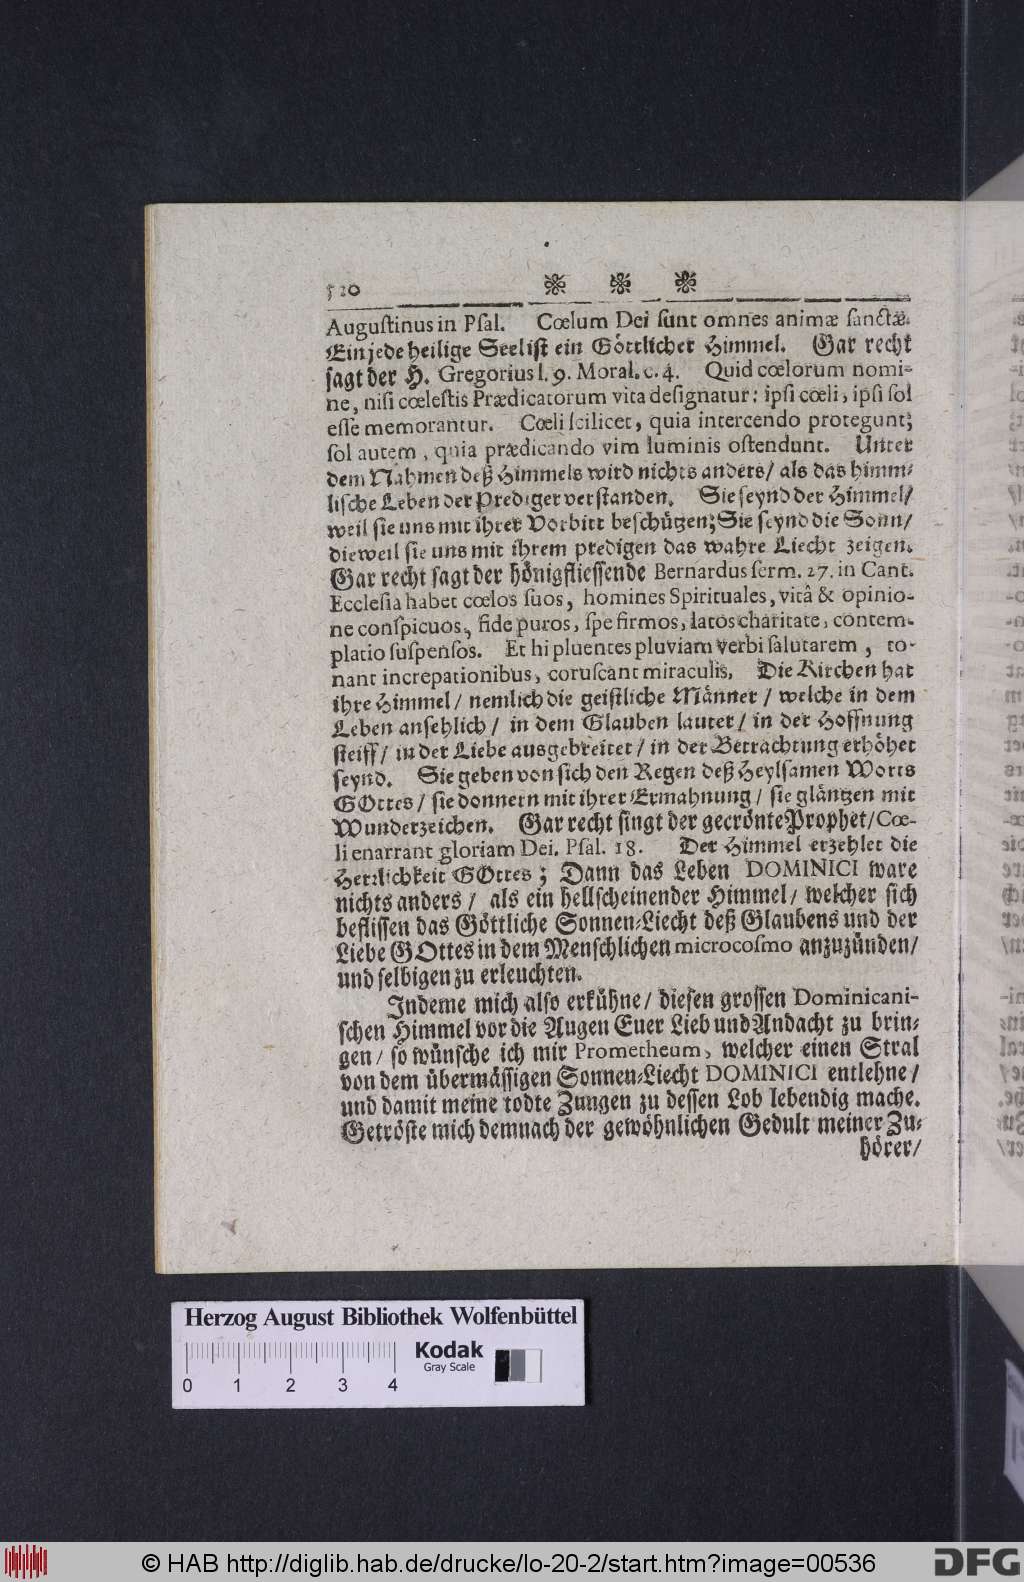 520
Augustinus in Psal. Cœlum Dei sunt omnes animæ sanctæ.
Ein jede heilige Seel ist ein Göttlicher Himmel. Gar recht
sagt der H. Gregorius l. 9. Moral. c. 4. Quid cœlorum nomi-
ne, nisi cœlestis Prædicatorum vita designatur: ipsi cœli, ipsi sol
esse memorantur. Cœli scilicet, quia intercendo protegunt;
sol autem, quia prædicando vim luminis ostendunt. Unter
dem Nahmen deß Himmels wird nichts anders/ als das himm-
lische Leben der Prediger verstanden. Sie seynd der Himmel/
weil sie uns mit ihrer Vorbitt beschützen; Sie seynd die Sonn/
dieweil sie uns mit ihrem predigen das wahre Liecht zeigen.
Gar recht sagt der hönigfliessende Bernardus serm. 27. in Cant.
Ecclesia habet cœlos suos, homines Spirituales, vitâ & opinio-
ne conspicuos, fide puros, spe firmos, latos charitate, contem-
platio suspensos. Et hi pluentes pluviam verbi salutarem, to-
nant increpationibus, coruscant miraculis. Die Kirchen hat
ihre Himmel/ nemlich die geistliche Männer/ welche in dem
Leben ansehlich/ in dem Glauben lauter/ in der Hoffnung
steiff/ in der Liebe ausgebreitet/ in der Betrachtung erhöhet
seynd. Sie geben von sich den Regen deß Heylsamen Worts
GOttes/ sie donnern mit ihrer Ermahnung/ sie gläntzen mit
Wunderzeichen. Gar recht singt der gecrönte Prophet/ Cœ-
li enarrant gloriam Dei. Psal. 18. Der Himmel erzehlet die
Herrlichkeit GOttes; Dann das Leben DOMINICI ware
nichts anders/ als ein hellscheinender Himmel/ welcher sich
beflissen das Göttliche Sonnen-Liecht deß Glaubens und der
Liebe GOttes in dem Menschlichen microcosmo anzuzünden/
und selbigen zu erleuchten.
Indeme mich also erkühne/ diesen grossen Dominicani-
schen Himmel vor die Augen Euer Lieb und Andacht zu brin-
gen/ so wünsche ich mir Prometheum, welcher einen Stral
von dem übermässigen Sonnen-Liecht DOMINICI entlehne/
und damit meine todte Zungen zu dessen Lob lebendig mache.
Getröste mich demnach der gewöhnlichen Gedult meiner Zu-
hörer/
Herzog August Bibliothek Wolfenbüttel
Kodak
Gray Scale
0 1 2 3 4
© HAB http://diglib.hab.de/drucke/lo-20-2/start.htm?image=00536
DFG